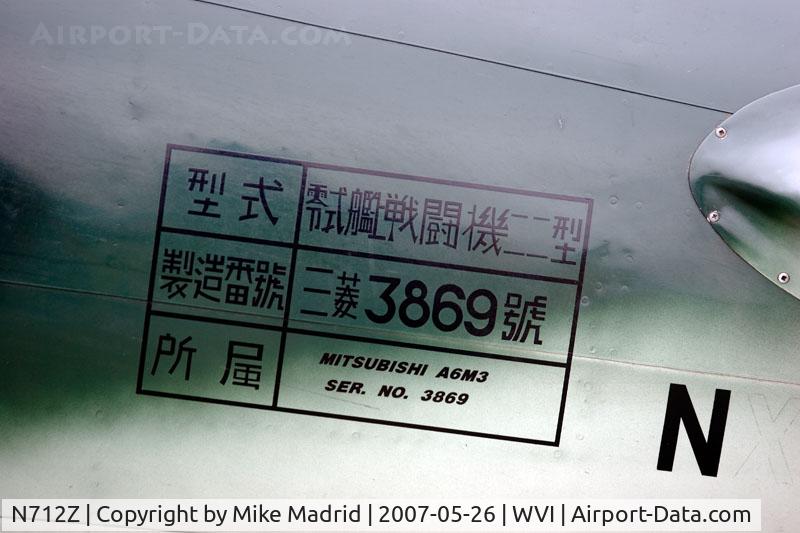 AIRPORT-DATA.COM
型式 零式艦上戦闘機二二型
製造番號 三菱3869號
所属 MITSUBISHI A6M3
SER. NO. 3869
NX
N712Z | Copyright by Mike Madrid | 2007-05-26 | WVI | Airport-Data.com